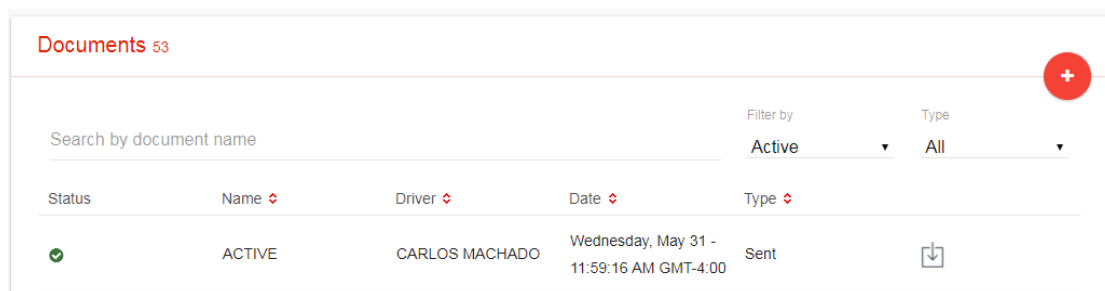 Documents 53
Filter by Type
Search by document name Active All
Status Name Driver Date Type
ACTIVE CARLOS MACHADO Wednesday, May 31 - Sent
11:59:16 AM GMT-4:00